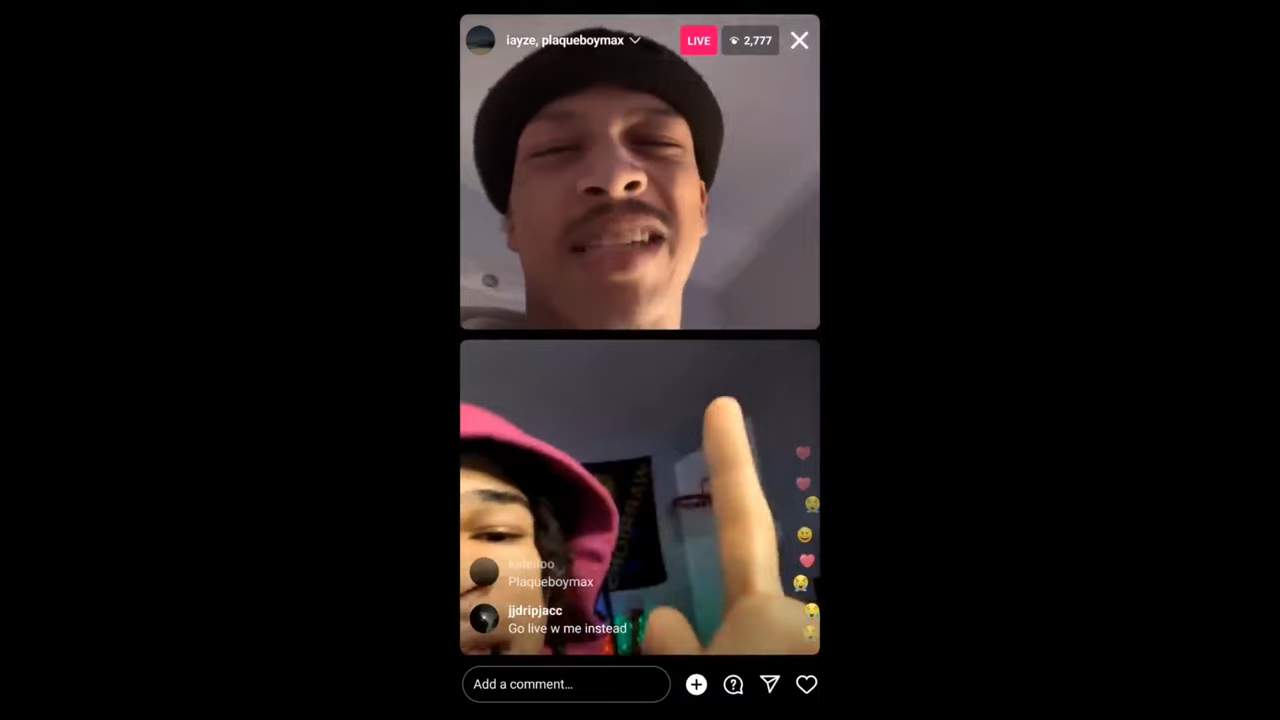 iayze, plaqueboymax
LIVE
2,777
Plaqueboymax
jjdripjacc
Go live w me instead
Add a comment...